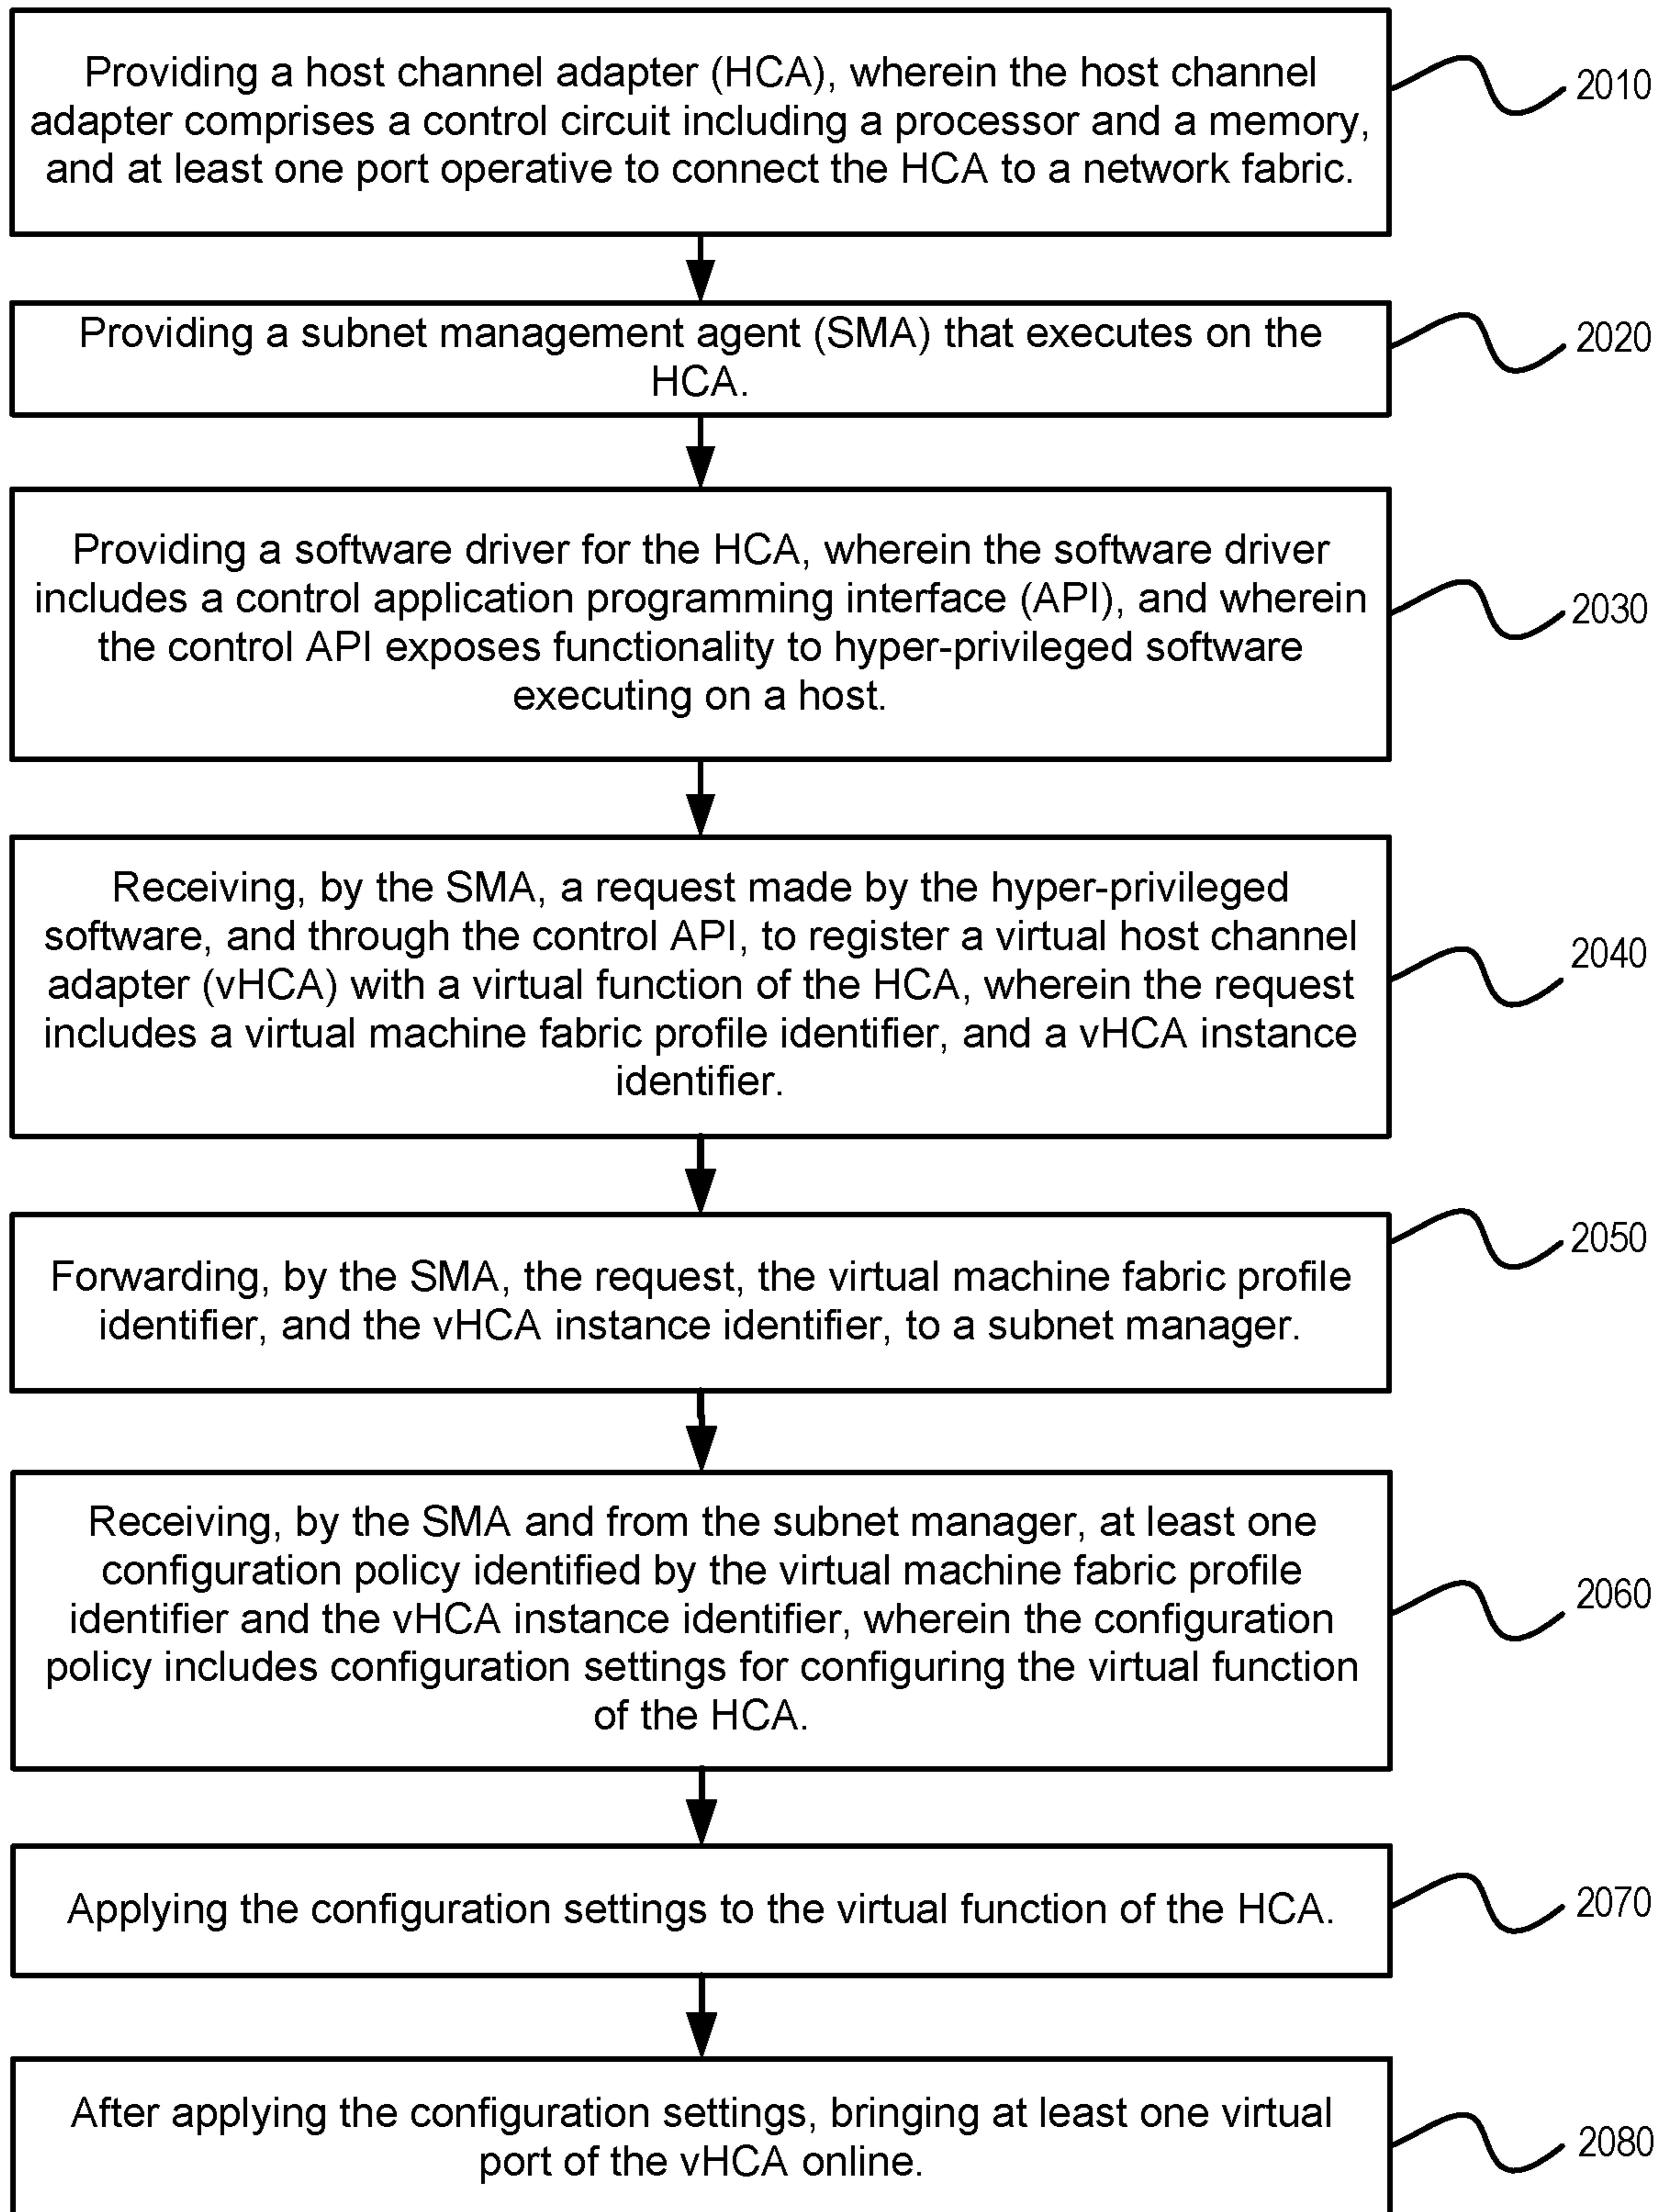 Providing a host channel adapter (HCA), wherein the host channel
adapter comprises a control circuit including a processor and a memory,
and at least one port operative to connect the HCA to a network fabric.
2010
Providing a subnet management agent (SMA) that executes on the
HCA.
2020
Providing a software driver for the HCA, wherein the software driver
includes a control application programming interface (API), and wherein
the control API exposes functionality to hyper-privileged software
executing on a host.
2030
Receiving, by the SMA, a request made by the hyper-privileged
software, and through the control API, to register a virtual host channel
adapter (vHCA) with a virtual function of the HCA, wherein the request
includes a virtual machine fabric profile identifier, and a vHCA instance
identifier.
2040
Forwarding, by the SMA, the request, the virtual machine fabric profile
identifier, and the vHCA instance identifier, to a subnet manager.
2050
Receiving, by the SMA and from the subnet manager, at least one
configuration policy identified by the virtual machine fabric profile
identifier and the vHCA instance identifier, wherein the configuration
policy includes configuration settings for configuring the virtual function
of the HCA.
2060
Applying the configuration settings to the virtual function of the HCA.
2070
After applying the configuration settings, bringing at least one virtual
port of the vHCA online.
2080